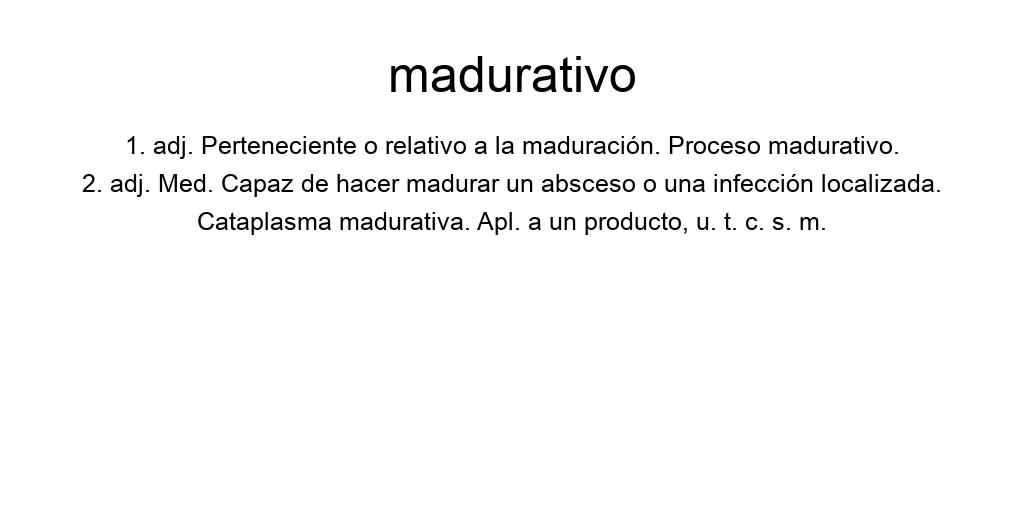 madurativo
1. adj. Perteneciente o relativo a la maduración. Proceso madurativo.
2. adj. Med. Capaz de hacer madurar un absceso o una infección localizada.
Cataplasma madurativa. Apl. a un producto, u. t. c. s. m.